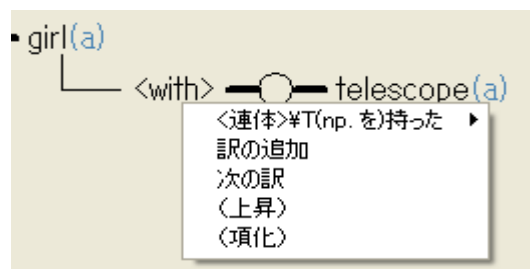 girl(a)
<with> telescope(a)
<連体>¥T(np. を)持った
訳の追加
次の訳
(上昇)
(項化)